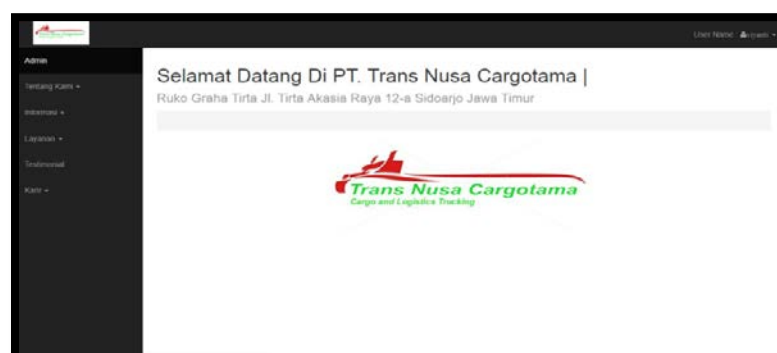 User Name :
Admin
Tentang Kami
Informasi
Layanan
Testimonial
Karir
Selamat Datang Di PT. Trans Nusa Cargotama |
Ruko Graha Tirta Jl. Tirta Akasia Raya 12-a Sidoarjo Jawa Timur
Trans Nusa Cargotama
Cargo and Logistics Trucking